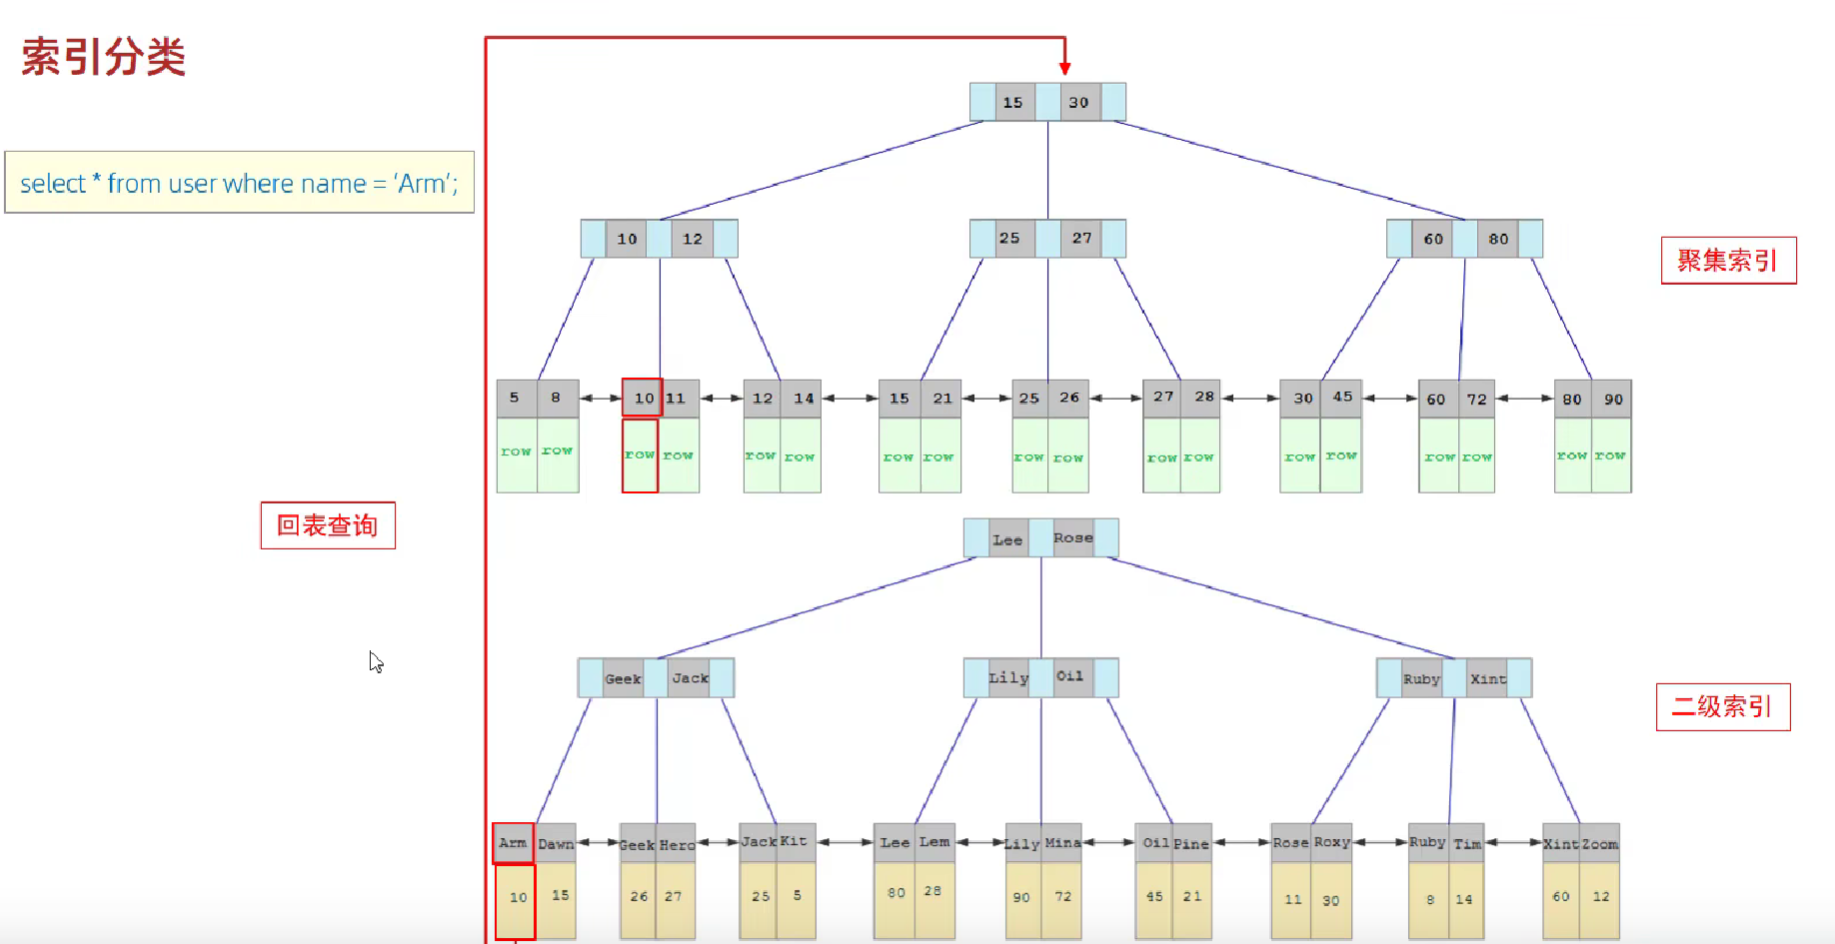 索引分类
select * from user where name = ‘Arm’;
15 30
10 12 25 27 60 80
聚集索引
5 8 10 11 12 14 15 21 25 26 27 28 30 45 60 72 80 90
row row row row row row row row row row row row row row row row row row
回表查询
Lee Rose
Geek Jack Lily Oil Ruby Xint
二级索引
Arm Dawn Geek Hero Jack Kit Lee Lem Lily Mina Oil Pine Rose Roxy Ruby Tim Xint Zoom
10 15 26 27 25 5 80 28 90 72 45 21 11 30 8 14 60 12